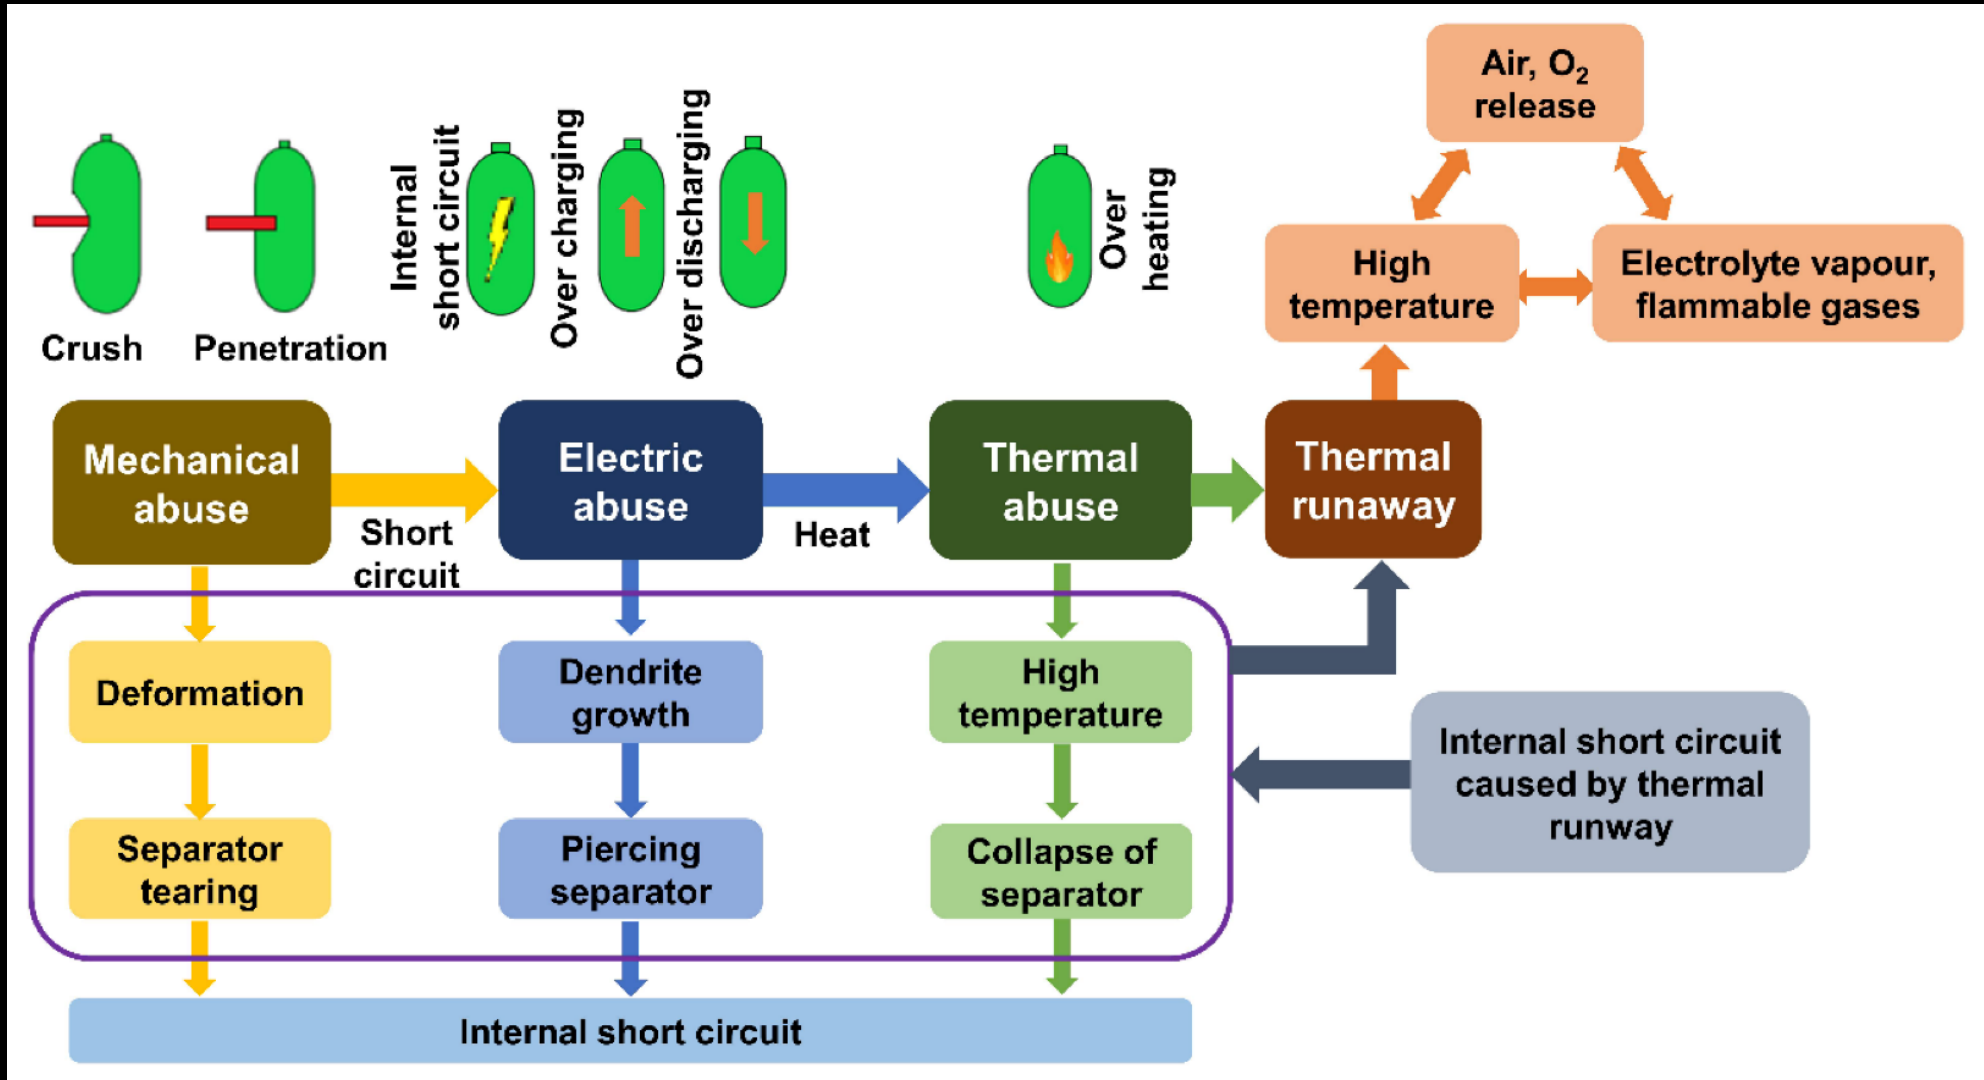 Air, O₂
release
Internal
short circuit
Over charging
Over discharging
Over
heating
Crush
Penetration
High
temperature
Electrolyte vapour,
flammable gases
Mechanical
abuse
Short
circuit
Electric
abuse
Heat
Thermal
abuse
Thermal
runaway
Deformation
Dendrite
growth
High
temperature
Separator
tearing
Piercing
separator
Collapse of
separator
Internal short circuit
caused by thermal
runway
Internal short circuit